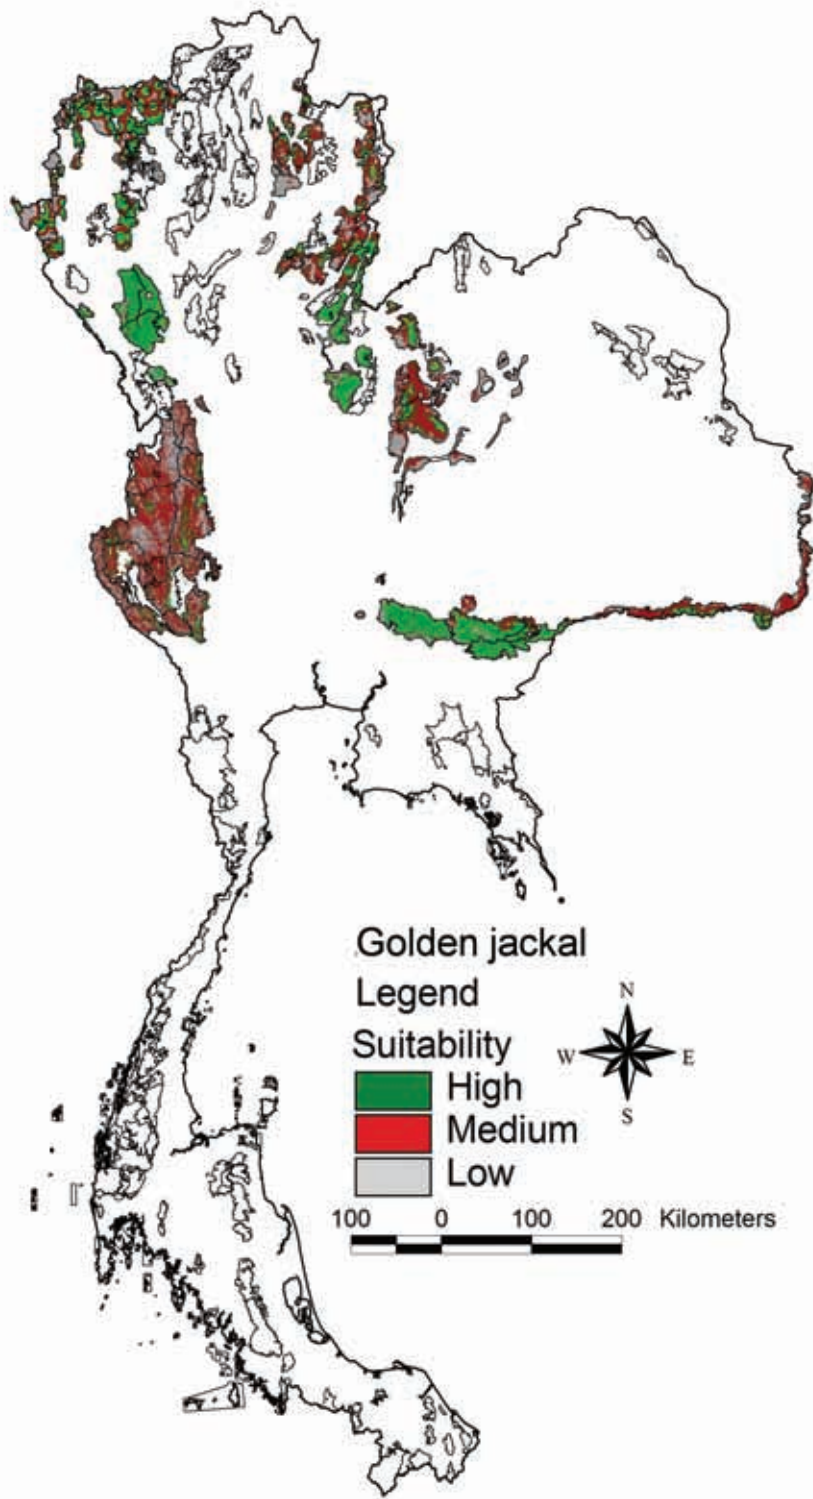 Golden jackal
Legend
Suitability
High
Medium
Low
N
W E
S
100 0 100 200 Kilometers